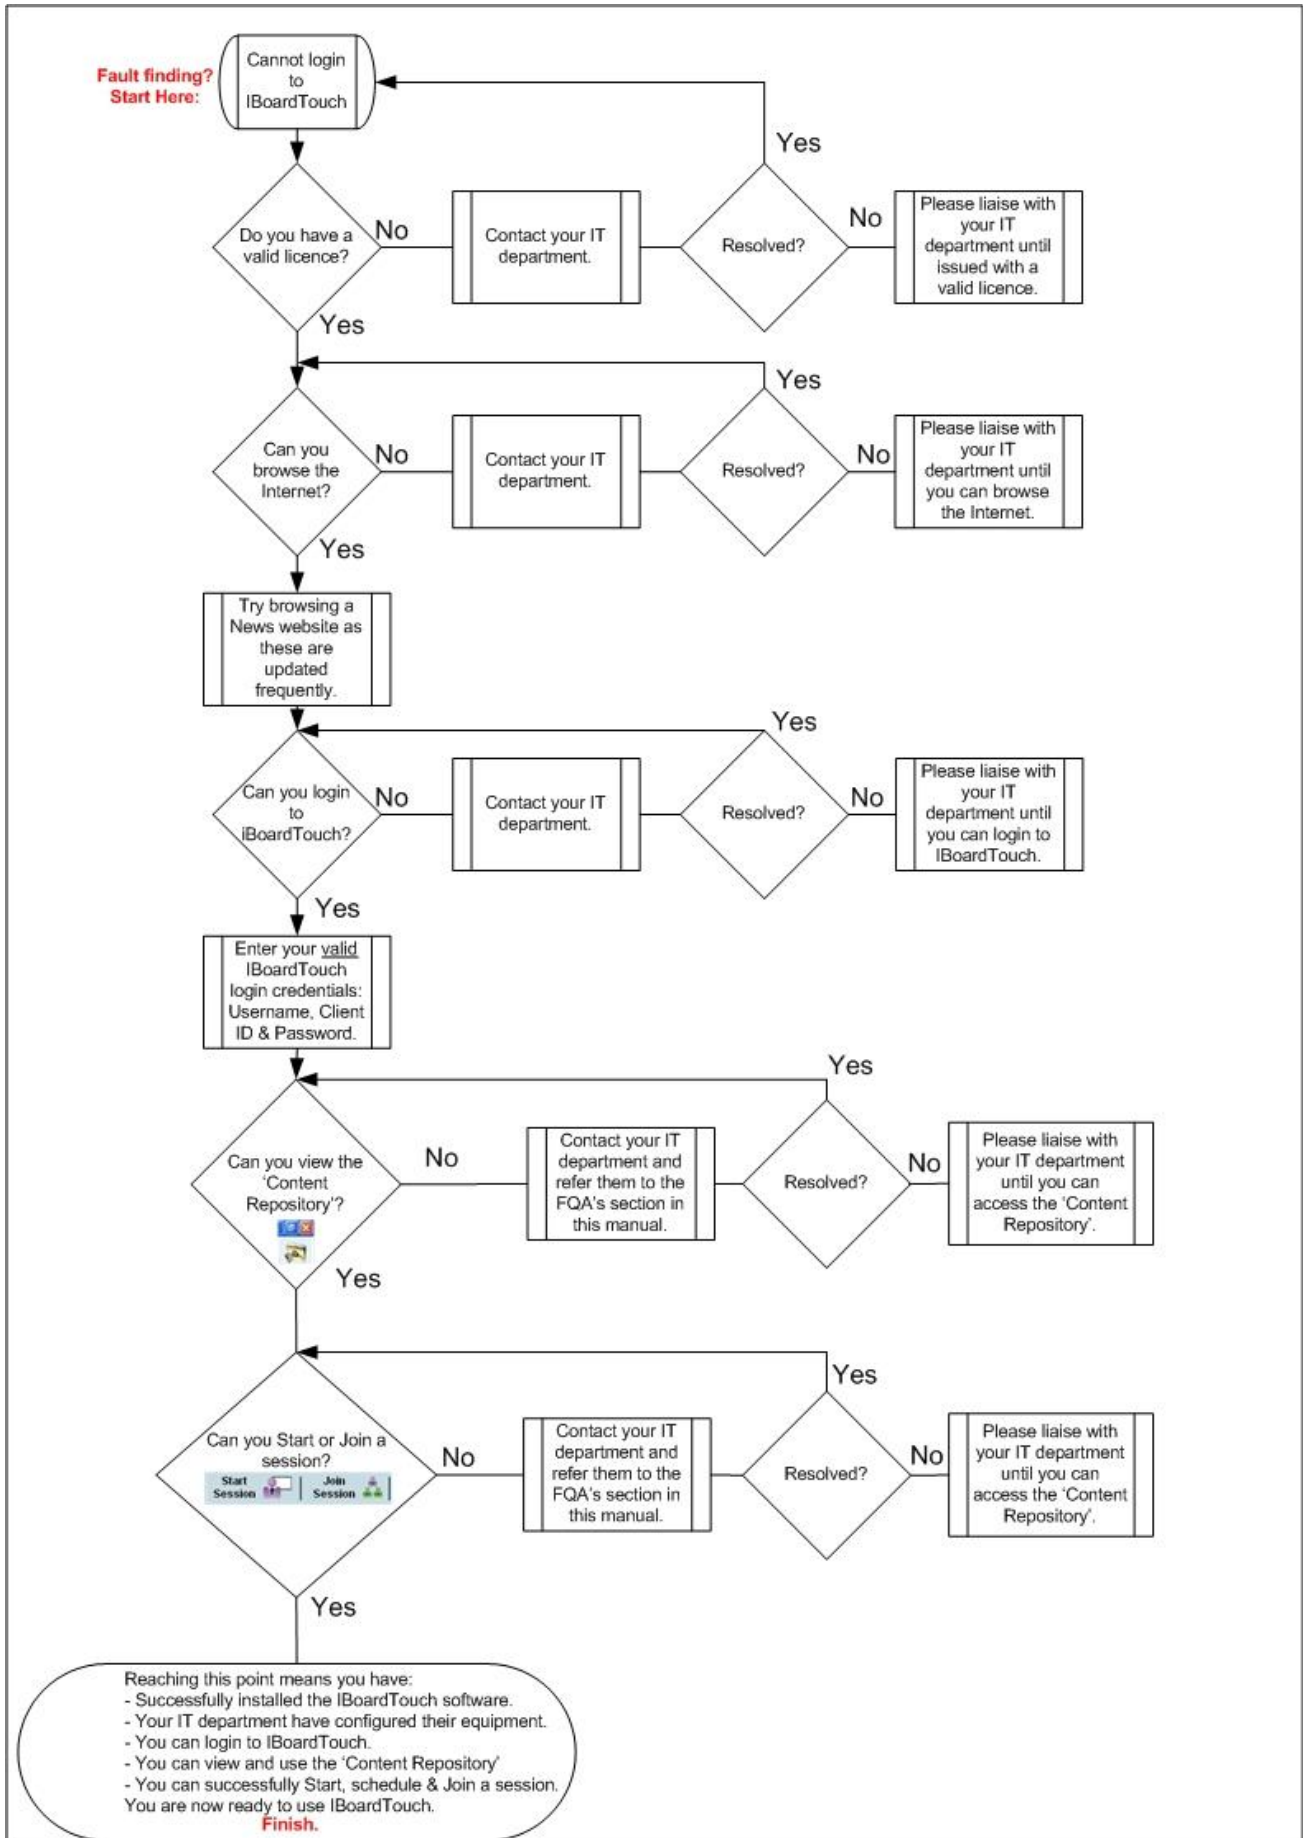 Fault finding?
Start Here:
Cannot login
to
IBoardTouch
Yes
Do you have a
valid licence?
No
Contact your IT
department.
Resolved?
No
Please liaise with
your IT
department until
issued with a
valid licence.
Yes
Yes
Can you
browse the
Internet?
No
Contact your IT
department.
Resolved?
No
Please liaise with
your IT
department until
you can browse
the Internet.
Yes
Try browsing a
News website as
these are
updated
frequently.
Yes
Can you login
to
iBoardTouch?
No
Contact your IT
department.
Resolved?
No
Please liaise with
your IT
department until
you can login to
IBoardTouch.
Yes
Enter your valid
IBoardTouch
login credentials:
Username, Client
ID & Password.
Yes
Can you view the
‘Content
Repository’?
No
Contact your IT
department and
refer them to the
FQA’s section in
this manual.
Resolved?
No
Please liaise with
your IT department
until you can
access the ‘Content
Repository’.
Yes
Yes
Can you Start or Join a
session?
Start
Session
Join
Session
No
Contact your IT
department and
refer them to the
FQA’s section in
this manual.
Resolved?
No
Please liaise with
your IT department
until you can
access the ‘Content
Repository’.
Yes
Reaching this point means you have:
- Successfully installed the IBoardTouch software.
- Your IT department have configured their equipment.
- You can login to IBoardTouch.
- You can view and use the ‘Content Repository’
- You can successfully Start, schedule & Join a session.
You are now ready to use IBoardTouch.
Finish.